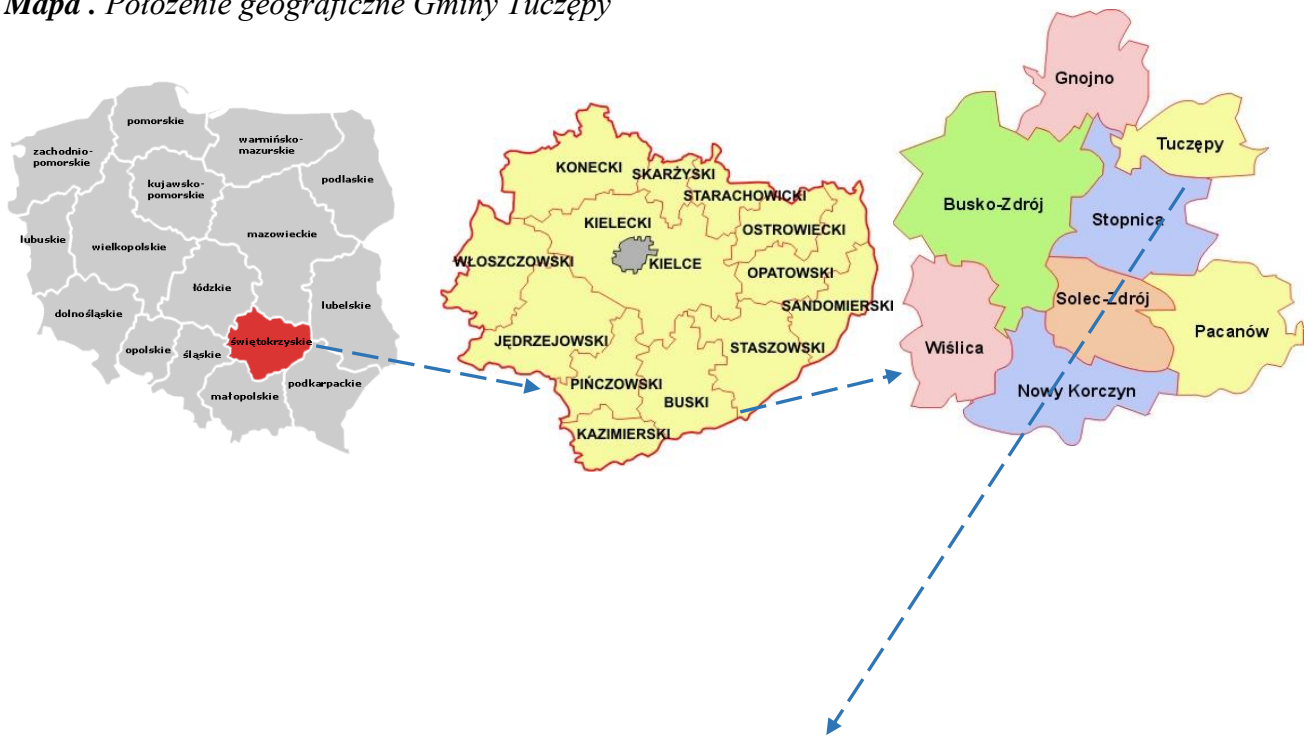 Mapa . Położenie geograficzne Gminy Tuczępy
pomorskie
warmińsko-
mazurskie
zachodnio-
pomorskie
kujawsko-
pomorskie
podlaskie
lubuskie
wielkopolskie
mazowieckie
łódzkie
lubelskie
dolnośląskie
świętokrzyskie
opolskie
śląskie
podkarpackie
małopolskie
KONECKI
SKARŻYSKI
STARACHOWICKI
KIELECKI
OSTROWIECKI
WŁOSZCZOWSKI
KIELCE
OPATOWSKI
SANDOMIERSKI
JĘDRZEJOWSKI
STASZOWSKI
PIŃCZOWSKI
BUSKI
KAZIMIERSKI
Gnojno
Tuczępy
Busko-Zdrój
Stopnica
Solec-Zdrój
Pacanów
Wiślica
Nowy Korczyn